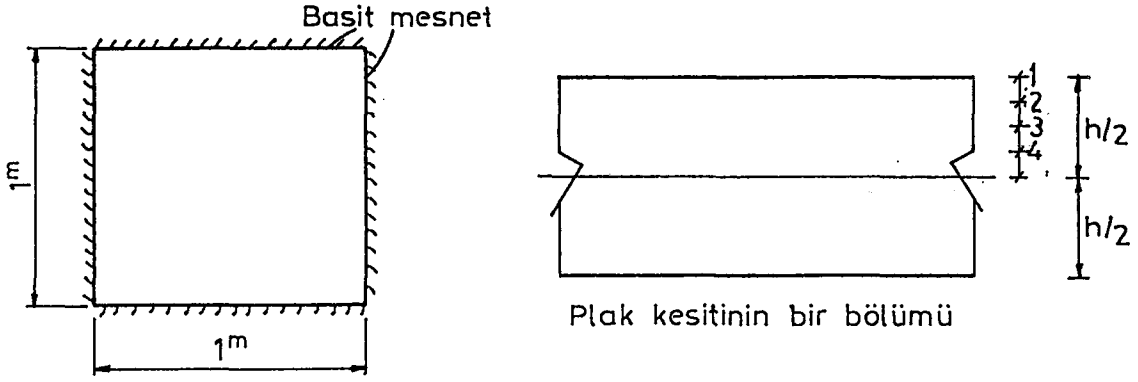 Basit mesnet
1m
1m
1
2
3
4
h/2
h/2
Plak kesitinin bir bölümü